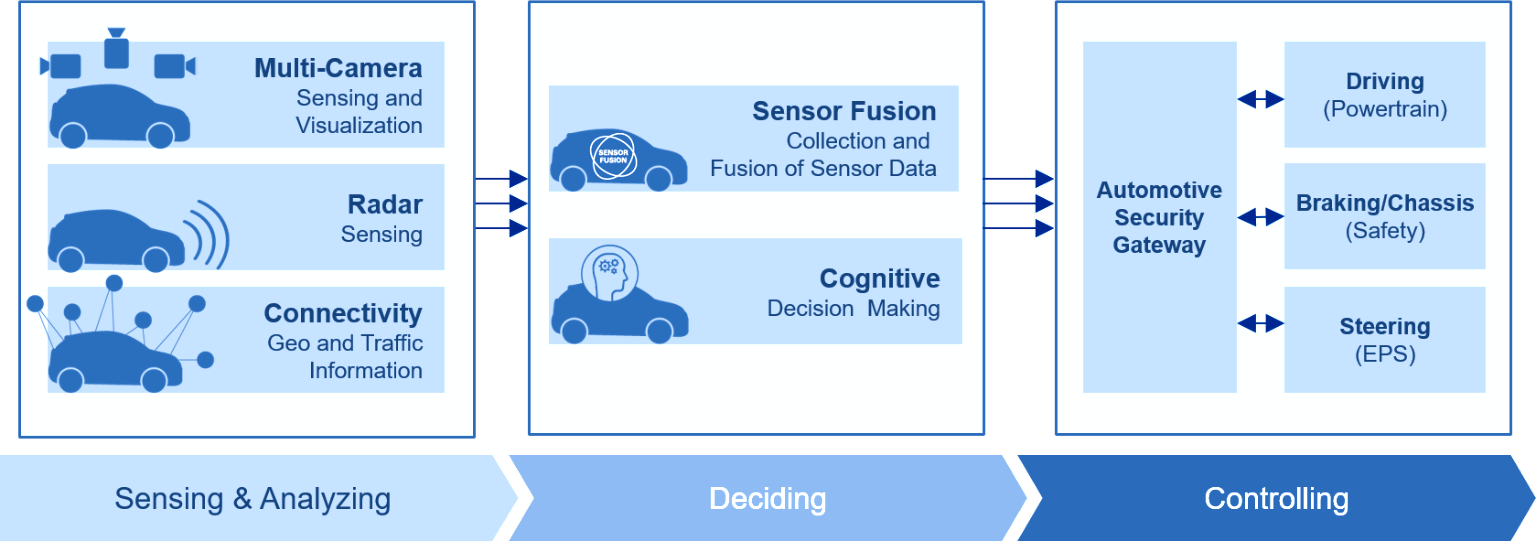 Multi-Camera
Sensing and
Visualization
Radar
Sensing
Connectivity
Geo and Traffic
Information
SENSOR
FUSION
Sensor Fusion
Collection and
Fusion of Sensor Data
Cognitive
Decision Making
Automotive
Security
Gateway
Driving
(Powertrain)
Braking/Chassis
(Safety)
Steering
(EPS)
Sensing & Analyzing
Deciding
Controlling